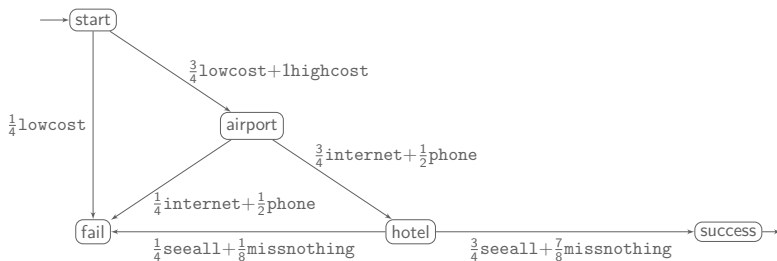 start
3/4lowcost+1highcost
1/4lowcost
airport
3/4internet+1/2phone
1/4internet+1/2phone
fail
hotel
success
1/4seeall+1/8missnothing
3/4seeall+7/8missnothing